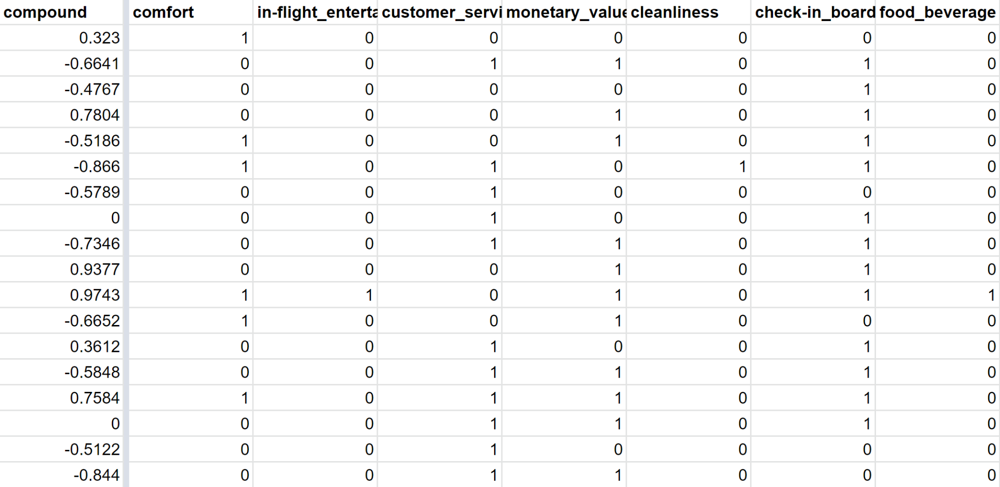 compound comfort in-flight_enterta customer_servi monetary_value cleanliness check-in_board food_beverage
0.323 1 0 0 0 0 0 0
-0.6641 0 0 1 1 0 1 0
-0.4767 0 0 0 0 0 1 0
0.7804 0 0 0 1 0 1 0
-0.5186 1 0 0 1 0 1 0
-0.866 1 0 1 0 1 1 0
-0.5789 0 0 1 0 0 0 0
0 0 0 1 0 0 1 0
-0.7346 0 0 1 1 0 1 0
0.9377 0 0 0 1 0 1 0
0.9743 1 1 0 1 0 1 1
-0.6652 1 0 0 1 0 0 0
0.3612 0 0 1 0 0 1 0
-0.5848 0 0 1 1 0 1 0
0.7584 1 0 1 1 0 1 0
0 0 0 1 1 0 1 0
-0.5122 0 0 1 0 0 0 0
-0.844 0 0 1 1 0 0 0